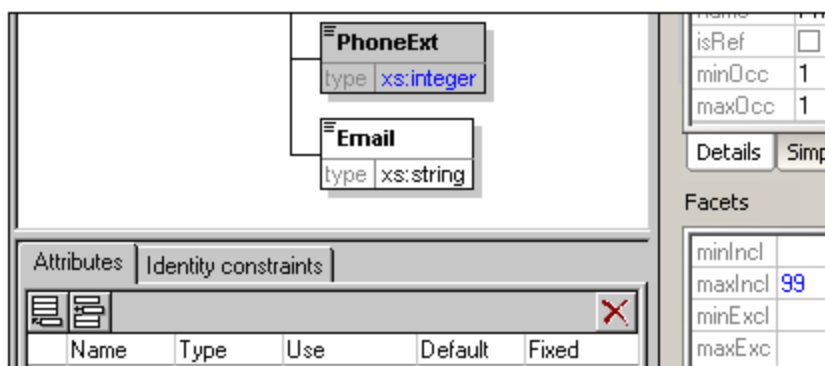 PhoneExt
type xs:integer
Email
type xs:string
isRef
minOcc 1
maxOcc 1
Details Simp
Facets
minIncl
maxIncl 99
minExcl
maxExc
Attributes Identity constraints
Name Type Use Default Fixed